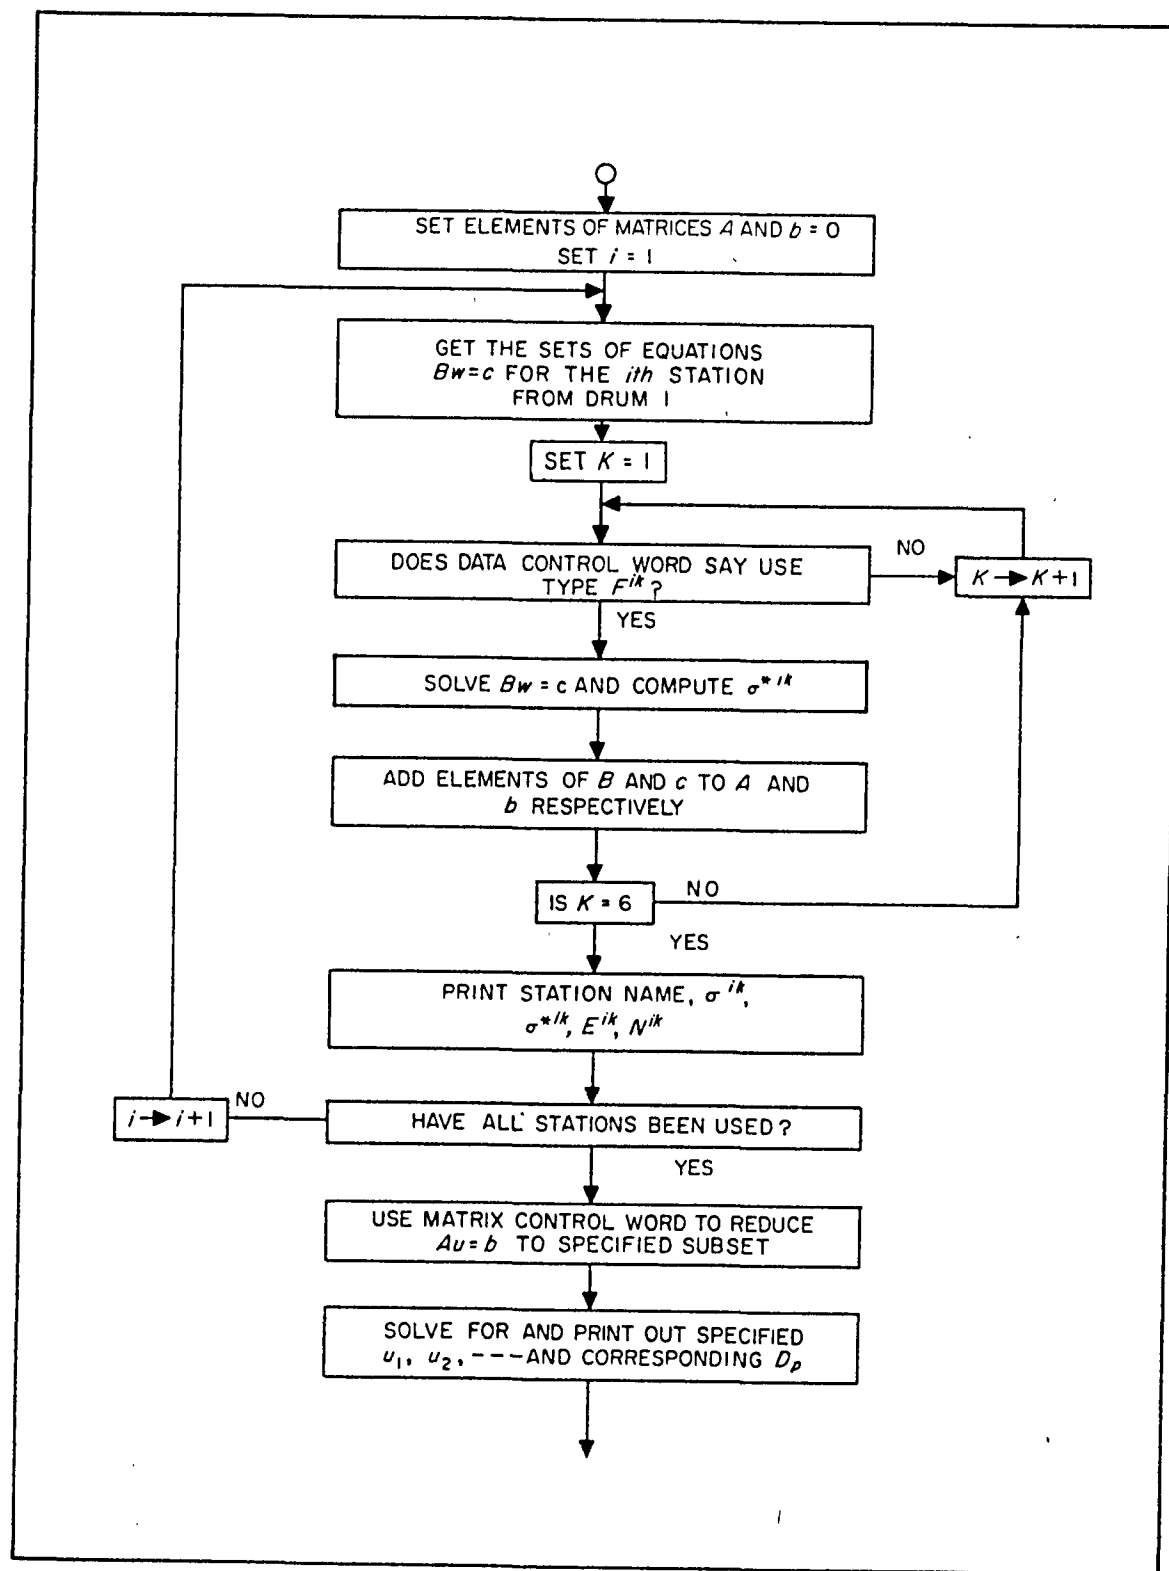 SET ELEMENTS OF MATRICES A AND b = 0
SET i = 1
GET THE SETS OF EQUATIONS
Bw = c FOR THE ith STATION
FROM DRUM 1
SET K = 1
DOES DATA CONTROL WORD SAY USE
TYPE F^{ik}?
NO
K → K + 1
YES
SOLVE Bw = c AND COMPUTE σ*^{ik}
ADD ELEMENTS OF B AND c TO A AND
b RESPECTIVELY
IS K = 6
NO
YES
PRINT STATION NAME, σ^{ik},
σ*^{ik}, E^{ik}, N^{ik}
i → i + 1
NO
HAVE ALL STATIONS BEEN USED?
YES
USE MATRIX CONTROL WORD TO REDUCE
Au = b TO SPECIFIED SUBSET
SOLVE FOR AND PRINT OUT SPECIFIED
u₁, u₂, --- AND CORRESPONDING D_p